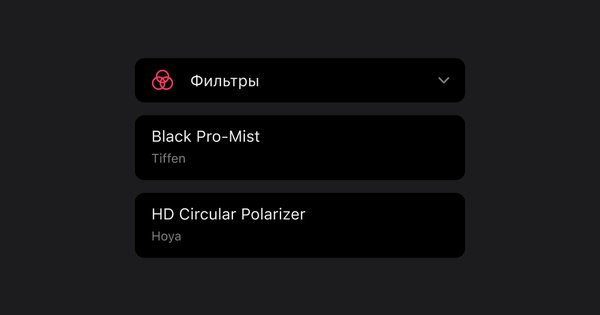 Фильтры
Black Pro-Mist
Tiffen
HD Circular Polarizer
Hoya